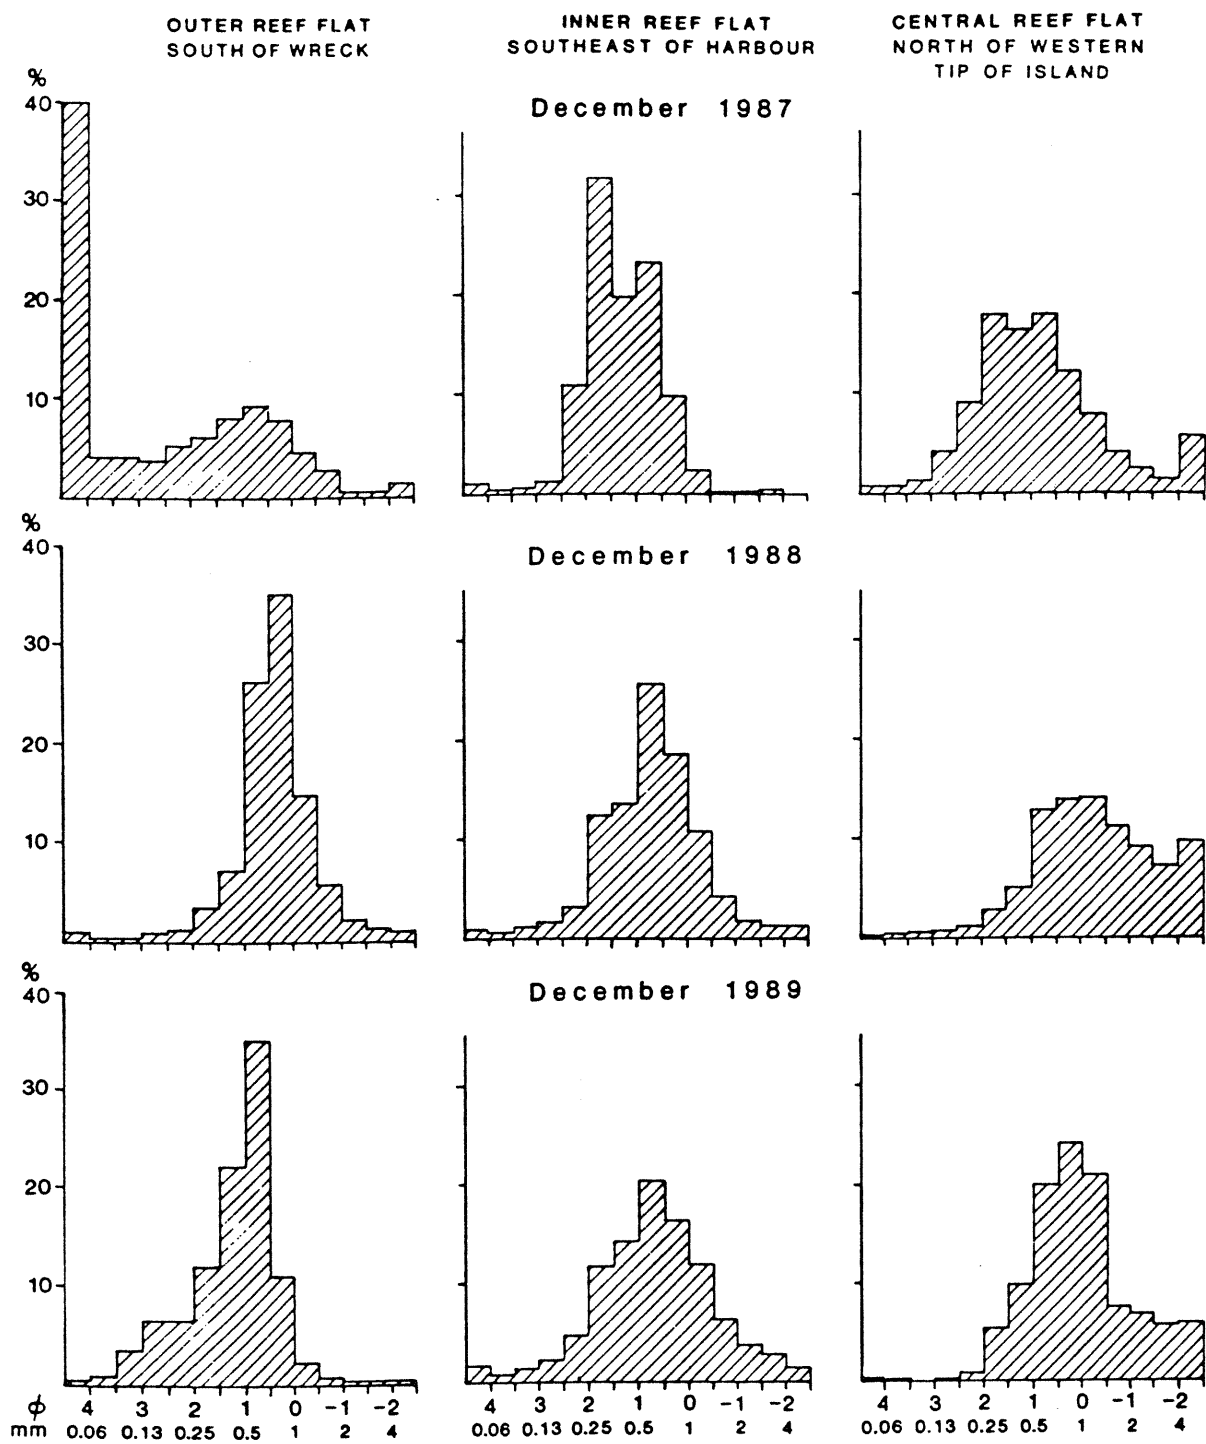 OUTER REEF FLAT
SOUTH OF WRECK
INNER REEF FLAT
SOUTHEAST OF HARBOUR
CENTRAL REEF FLAT
NORTH OF WESTERN
TIP OF ISLAND
December 1987
%
40
30
20
10
December 1988
%
40
30
20
10
December 1989
%
40
30
20
10
ϕ 4 3 2 1 0 -1 -2
mm 0.06 0.13 0.25 0.5 1 2 4
3 2 1 0 -1 -2
0.06 0.13 0.25 0.5 1 2 4
4 3 2 1 0 -1 -2
0.06 0.13 0.25 0.5 1 2 4